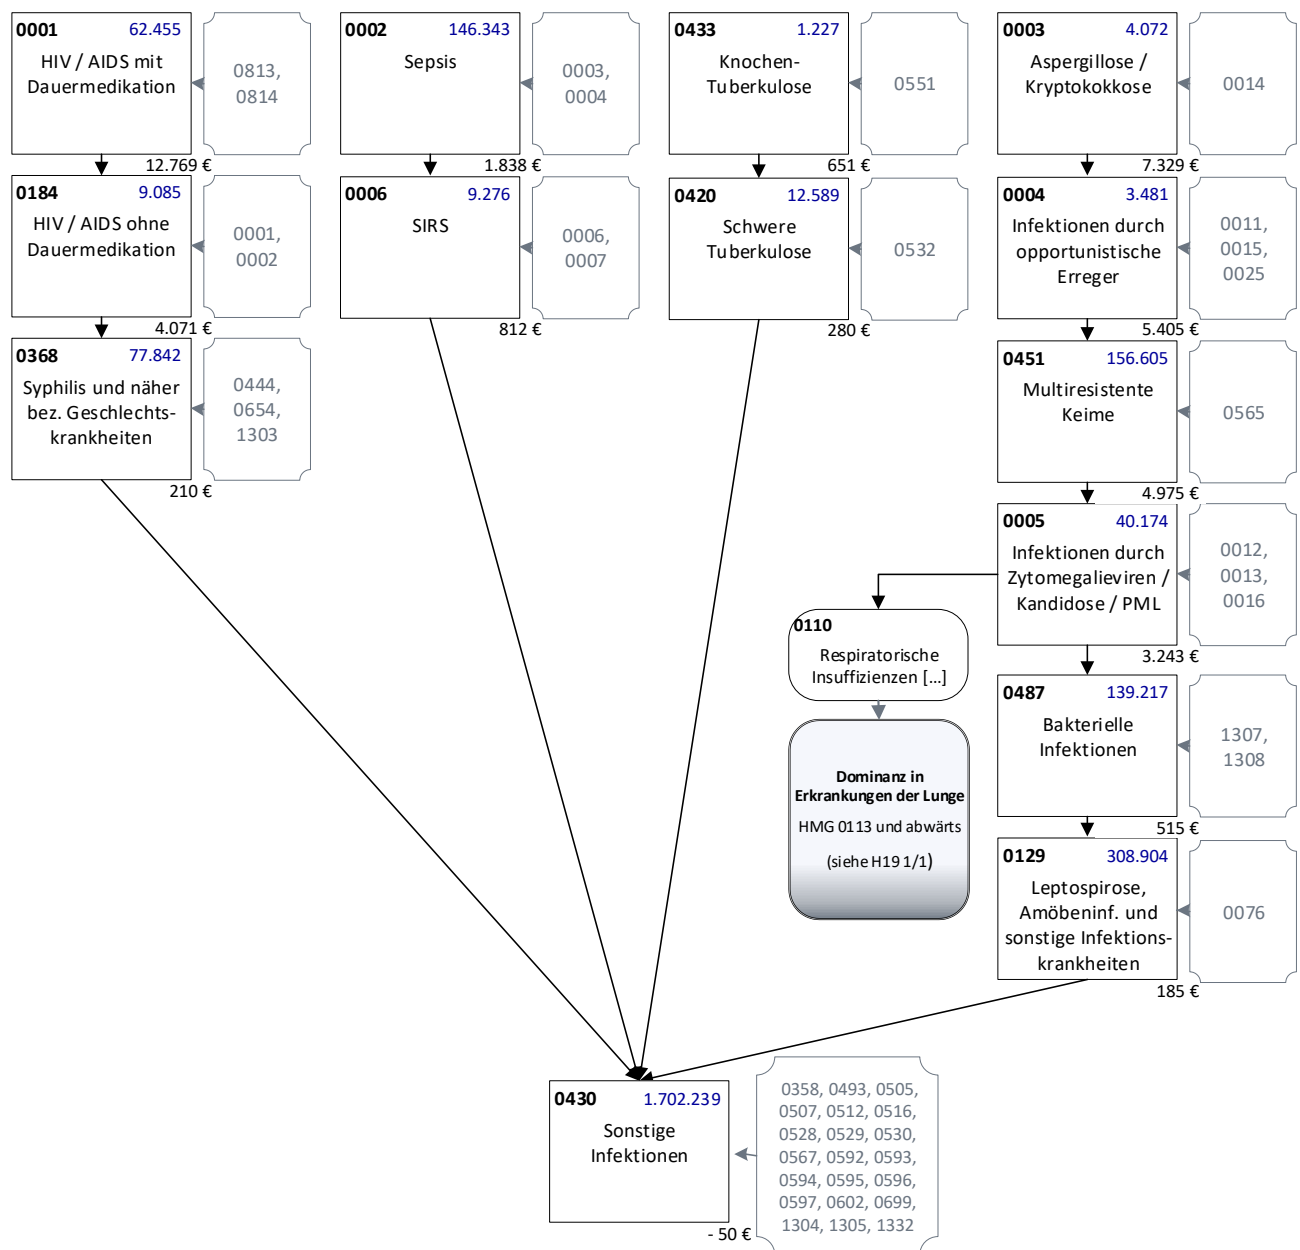 0001 62.455
HIV / AIDS mit
Dauermedikation
0813,
0814
12.769 €
0184 9.085
HIV / AIDS ohne
Dauermedikation
0001,
0002
4.071 €
0368 77.842
Syphilis und näher
bez. Geschlechts-
krankheiten
0444,
0654,
1303
210 €
0002 146.343
Sepsis
0003,
0004
1.838 €
0006 9.276
SIRS
0006,
0007
812 €
0433 1.227
Knochen-
Tuberkulose
0551
651 €
0420 12.589
Schwere
Tuberkulose
0532
280 €
0003 4.072
Aspergillose /
Kryptokokkose
0014
7.329 €
0004 3.481
Infektionen durch
opportunistische
Erreger
0011,
0015,
0025
5.405 €
0451 156.605
Multiresistente
Keime
0565
4.975 €
0005 40.174
Infektionen durch
Zytomegalieviren /
Kandidose / PML
0012,
0013,
0016
3.243 €
0110
Respiratorische
Insuffizienzen [...]
Dominanz in
Erkrankungen der Lunge
HMG 0113 und abwärts
(siehe H19 1/1)
0487 139.217
Bakterielle
Infektionen
1307,
1308
515 €
0129 308.904
Leptospirose,
Amöbeninf. und
sonstige Infektions-
krankheiten
0076
185 €
0430 1.702.239
Sonstige
Infektionen
0358, 0493, 0505,
0507, 0512, 0516,
0528, 0529, 0530,
0567, 0592, 0593,
0594, 0595, 0596,
0597, 0602, 0699,
1304, 1305, 1332
- 50 €